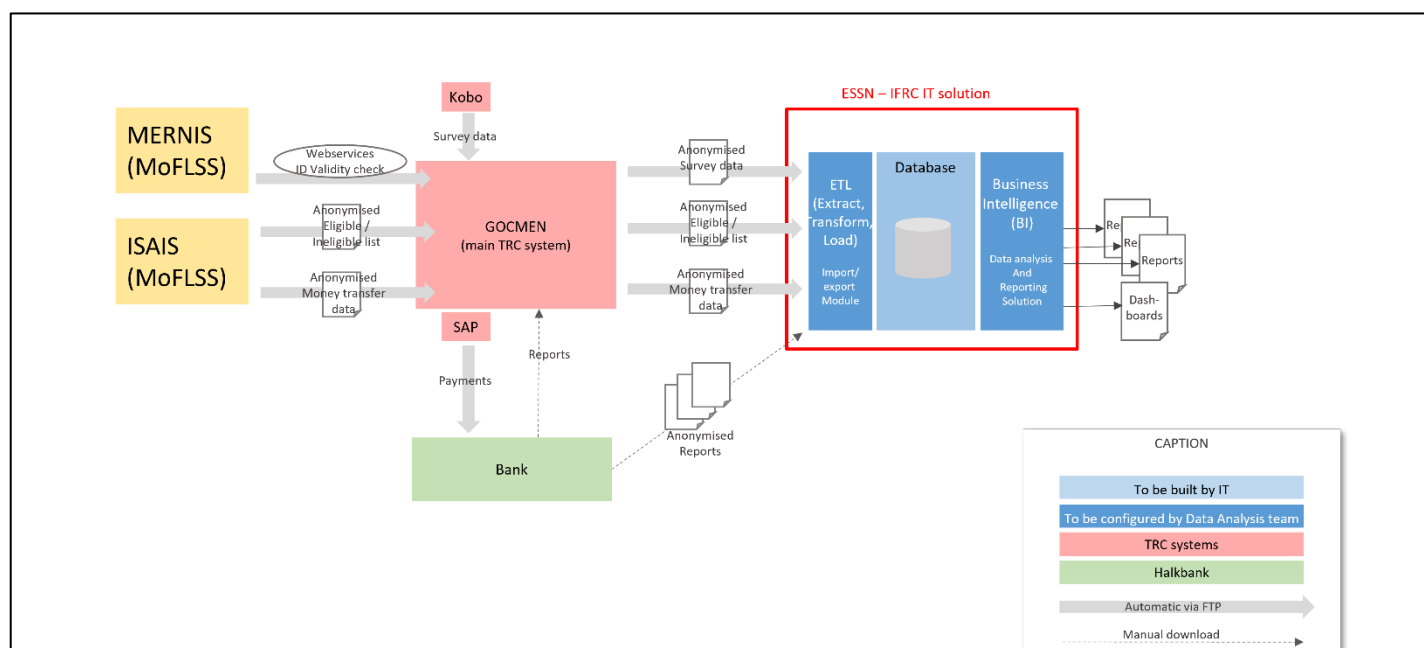 ESSN – IFRC IT solution
Kobo
Survey data
MERNIS
(MoFLSS)
Webservices
ID Validity check
ISAIS
(MoFLSS)
Anonymised
Eligible /
Ineligible list
Anonymised
Money transfer
data
GOCMEN
(main TRC system)
SAP
Payments
Reports
Bank
Anonymised
Survey data
Anonymised
Eligible /
Ineligible list
Anonymised
Money transfer
data
Anonymised
Reports
ETL
(Extract,
Transform,
Load)
Import/
export
Module
Database
Business
Intelligence
(BI)
Data analysis
And
Reporting
Solution
Re
Re
Reports
Dash-
boards
CAPTION
To be built by IT
To be configured by Data Analysis team
TRC systems
Halkbank
Automatic via FTP
Manual download